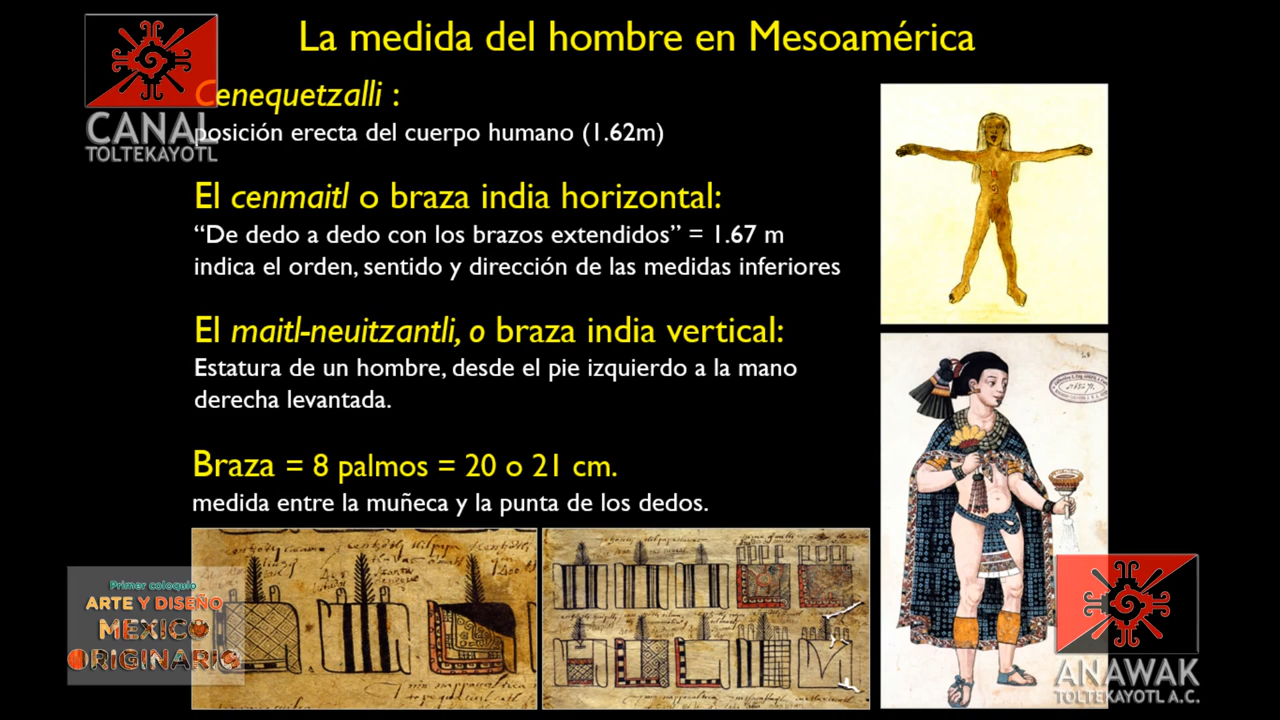 La medida del hombre en Mesoamérica
Cenequetzalli :
posición erecta del cuerpo humano (1.62m)
CANAL
TOLTEKAYOTL
El cenmaitl o braza india horizontal:
“De dedo a dedo con los brazos extendidos” = 1.67 m
indica el orden, sentido y dirección de las medidas inferiores
El maitl-neuitzantli, o braza india vertical:
Estatura de un hombre, desde el pie izquierdo a la mano
derecha levantada.
Braza = 8 palmos = 20 o 21 cm.
medida entre la muñeca y la punta de los dedos.
Primer coloquio
ARTE Y DISEÑO
MEXICO
ORIGINARIO
ANAWAK
TOLTEKAYOTL A.C.